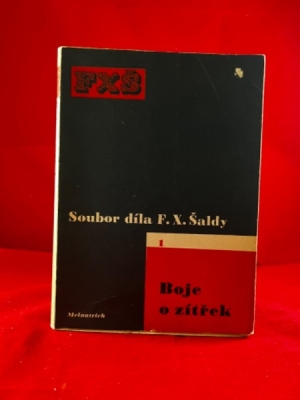 FXŠ
Soubor díla F. X. Šaldy
1
Boje
o zítřek
Melantrich